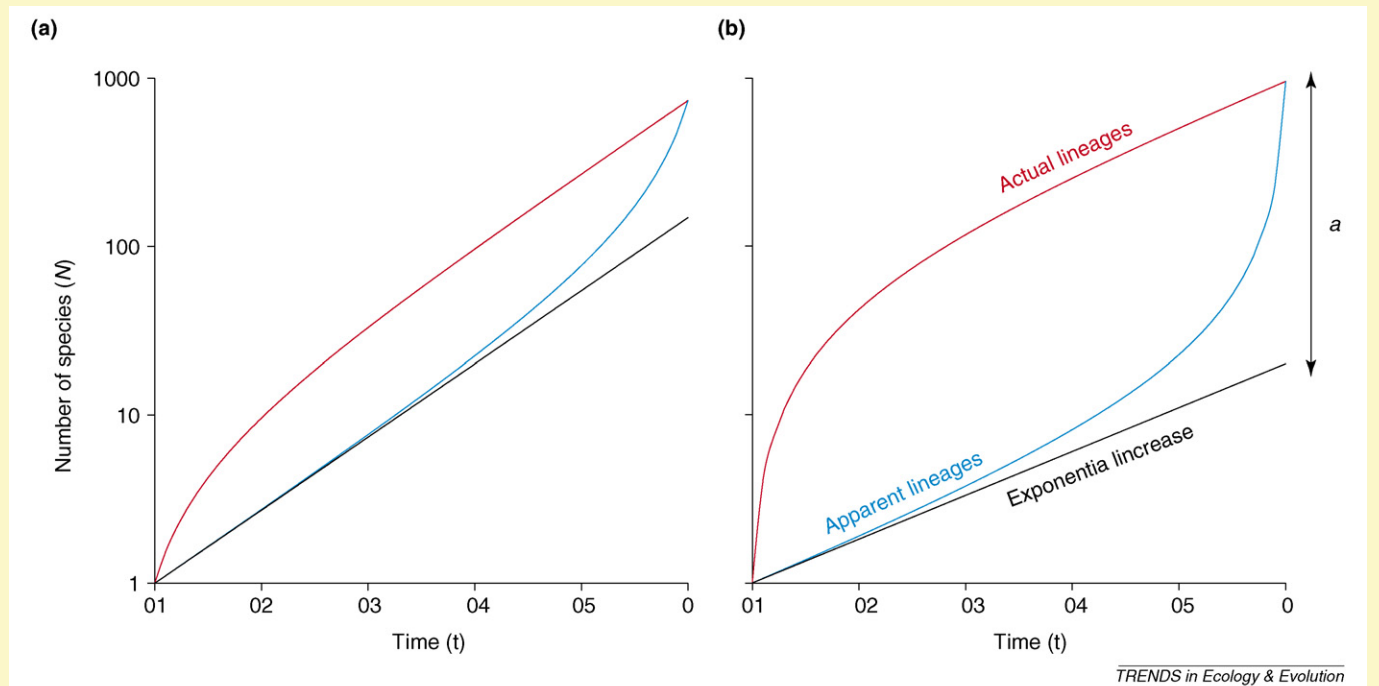 (a)
(b)
1000
100
10
1
Number of species (N)
01 02 03 04 05 0
Time (t)
Actual lineages
Apparent lineages
Exponentia lincrease
a
01 02 03 04 05 0
Time (t)
TRENDS in Ecology & Evolution